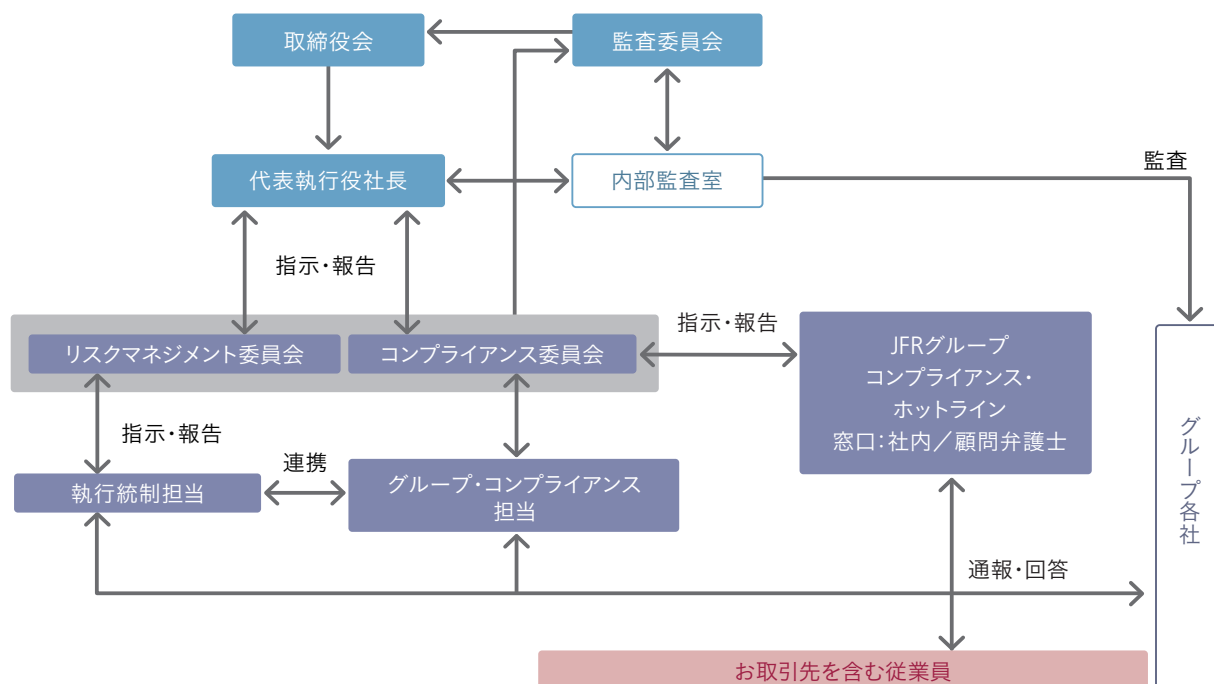 取締役会
監査委員会
代表執行役社長
内部監査室
監査
指示・報告
リスクマネジメント委員会
コンプライアンス委員会
指示・報告
JFRグループ
コンプライアンス・
ホットライン
窓口：社内／顧問弁護士
指示・報告
連携
執行統制担当
グループ・コンプライアンス
担当
グループ各社
通報・回答
お取引先を含む従業員